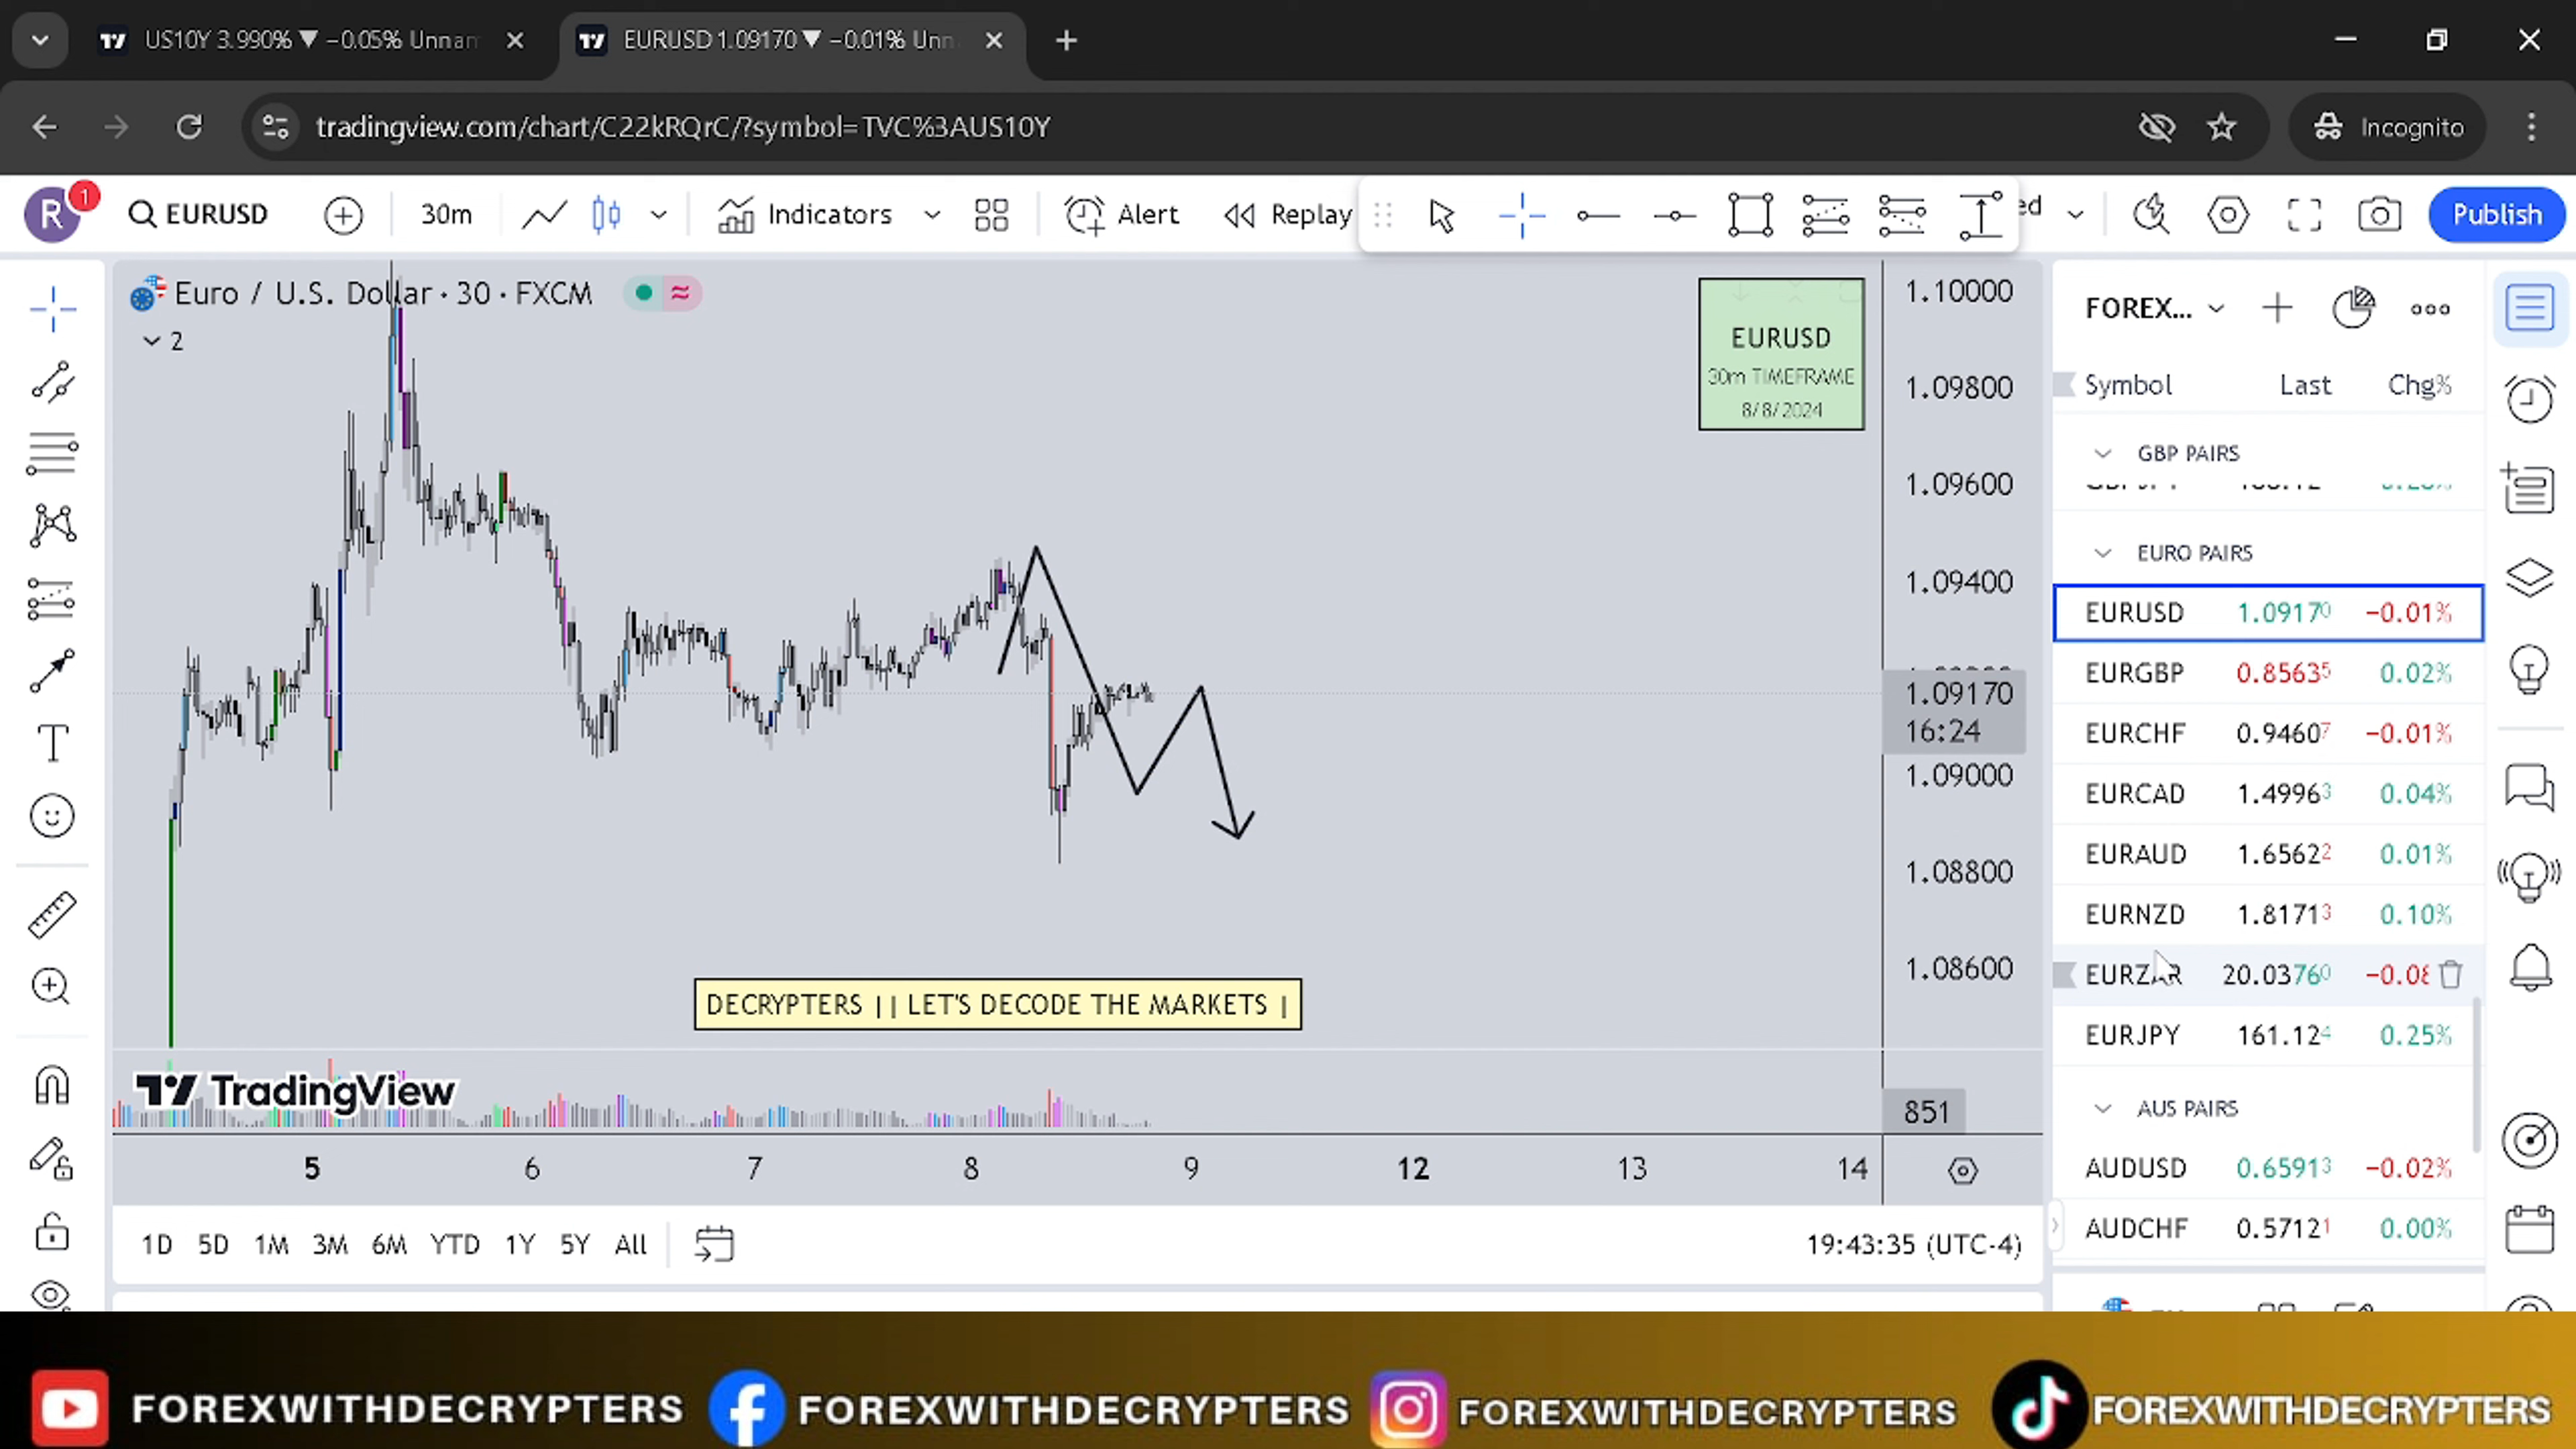 US10Y 3.990% ▼ −0.05% Unnam
EURUSD 1.09170 ▼ −0.01% Unn
tradingview.com/chart/C22kRQrC/?symbol=TVC%3AUS10Y
Incognito
R
1
EURUSD
30m
Indicators
Alert
Replay
ed
Publish
Euro / U.S. Dollar · 30 · FXCM
2
EURUSD
30m TIMEFRAME
8/8/2024
1.10000
1.09800
1.09600
1.09400
1.09170
16:24
1.09000
1.08800
1.08600
851
DECRYPTERS || LET'S DECODE THE MARKETS |
TradingView
5 6 7 8 9 12 13 14
1D 5D 1M 3M 6M YTD 1Y 5Y All
19:43:35 (UTC-4)
FOREX...
Symbol Last Chg%
GBP PAIRS
EURO PAIRS
EURUSD 1.09170 −0.01%
EURGBP 0.85635 0.02%
EURCHF 0.94607 −0.01%
EURCAD 1.49963 0.04%
EURAUD 1.65622 0.01%
EURNZD 1.81713 0.10%
EURZAR 20.03760 −0.08
EURJPY 161.124 0.25%
AUS PAIRS
AUDUSD 0.65913 −0.02%
AUDCHF 0.57121 0.00%
FOREXWITHDECRYPTERS
FOREXWITHDECRYPTERS
FOREXWITHDECRYPTERS
FOREXWITHDECRYPTERS